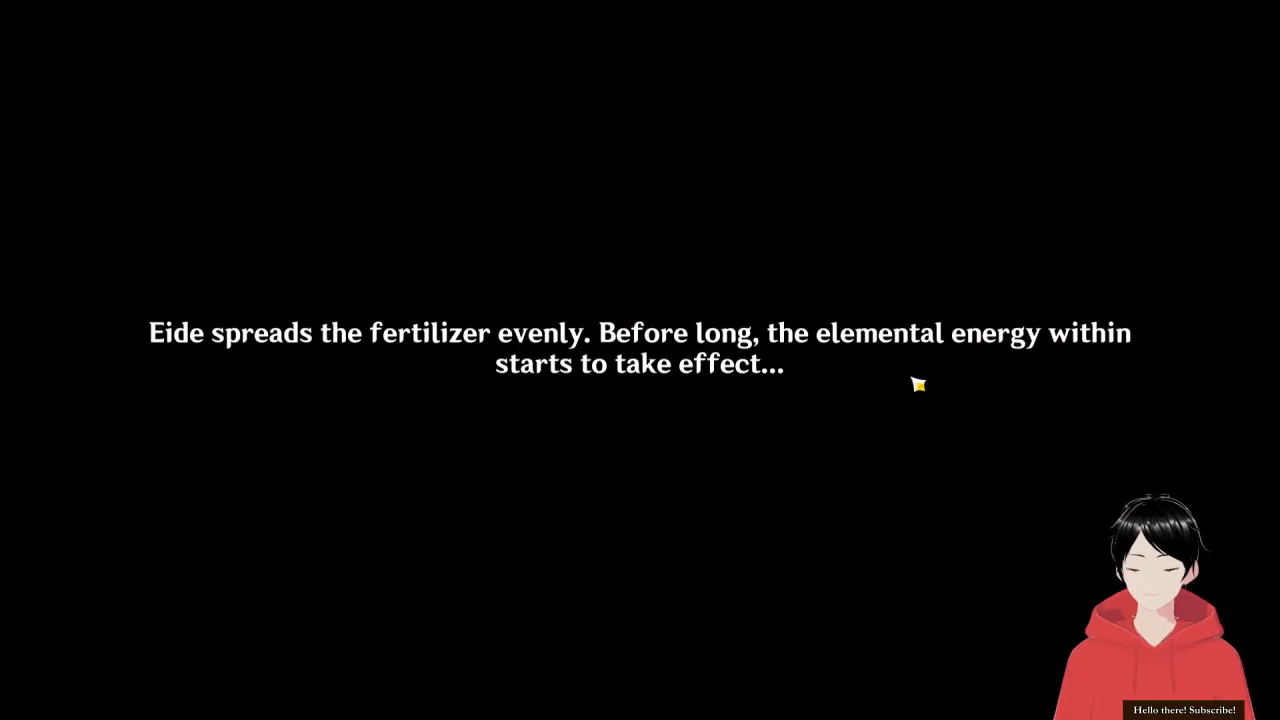 Eide spreads the fertilizer evenly. Before long, the elemental energy within
starts to take effect...
Hello there! Subscribe!